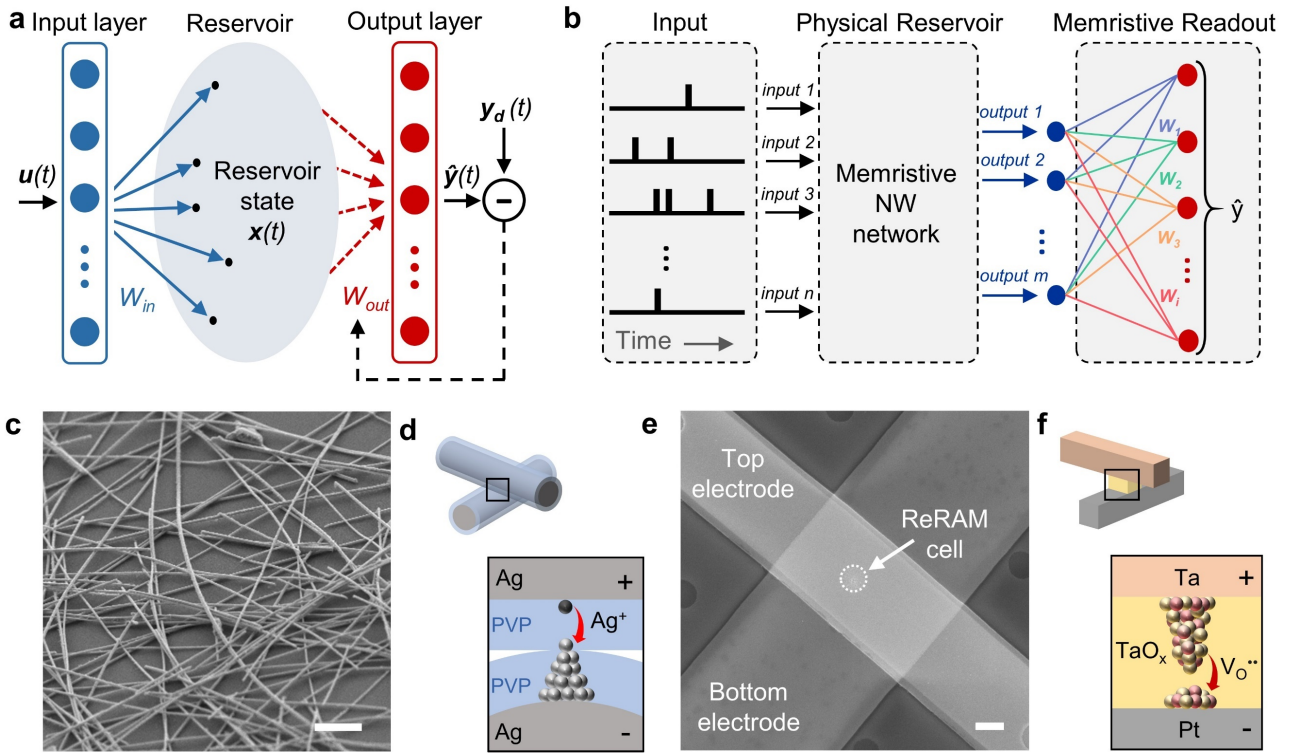 a
Input layer
Reservoir
Output layer
u(t)
W_in
Reservoir
state
x(t)
W_out
y_d (t)
ŷ(t)
-
b
Input
Physical Reservoir
Memristive Readout
Time
input 1
input 2
input 3
input n
Memristive
NW
network
output 1
output 2
output m
W_1
W_2
W_3
W_i
ŷ
c
d
Ag +
PVP
Ag⁺
PVP
Ag -
e
Top
electrode
ReRAM
cell
Bottom
electrode
f
Ta +
TaO_x
V_O^••
Pt -